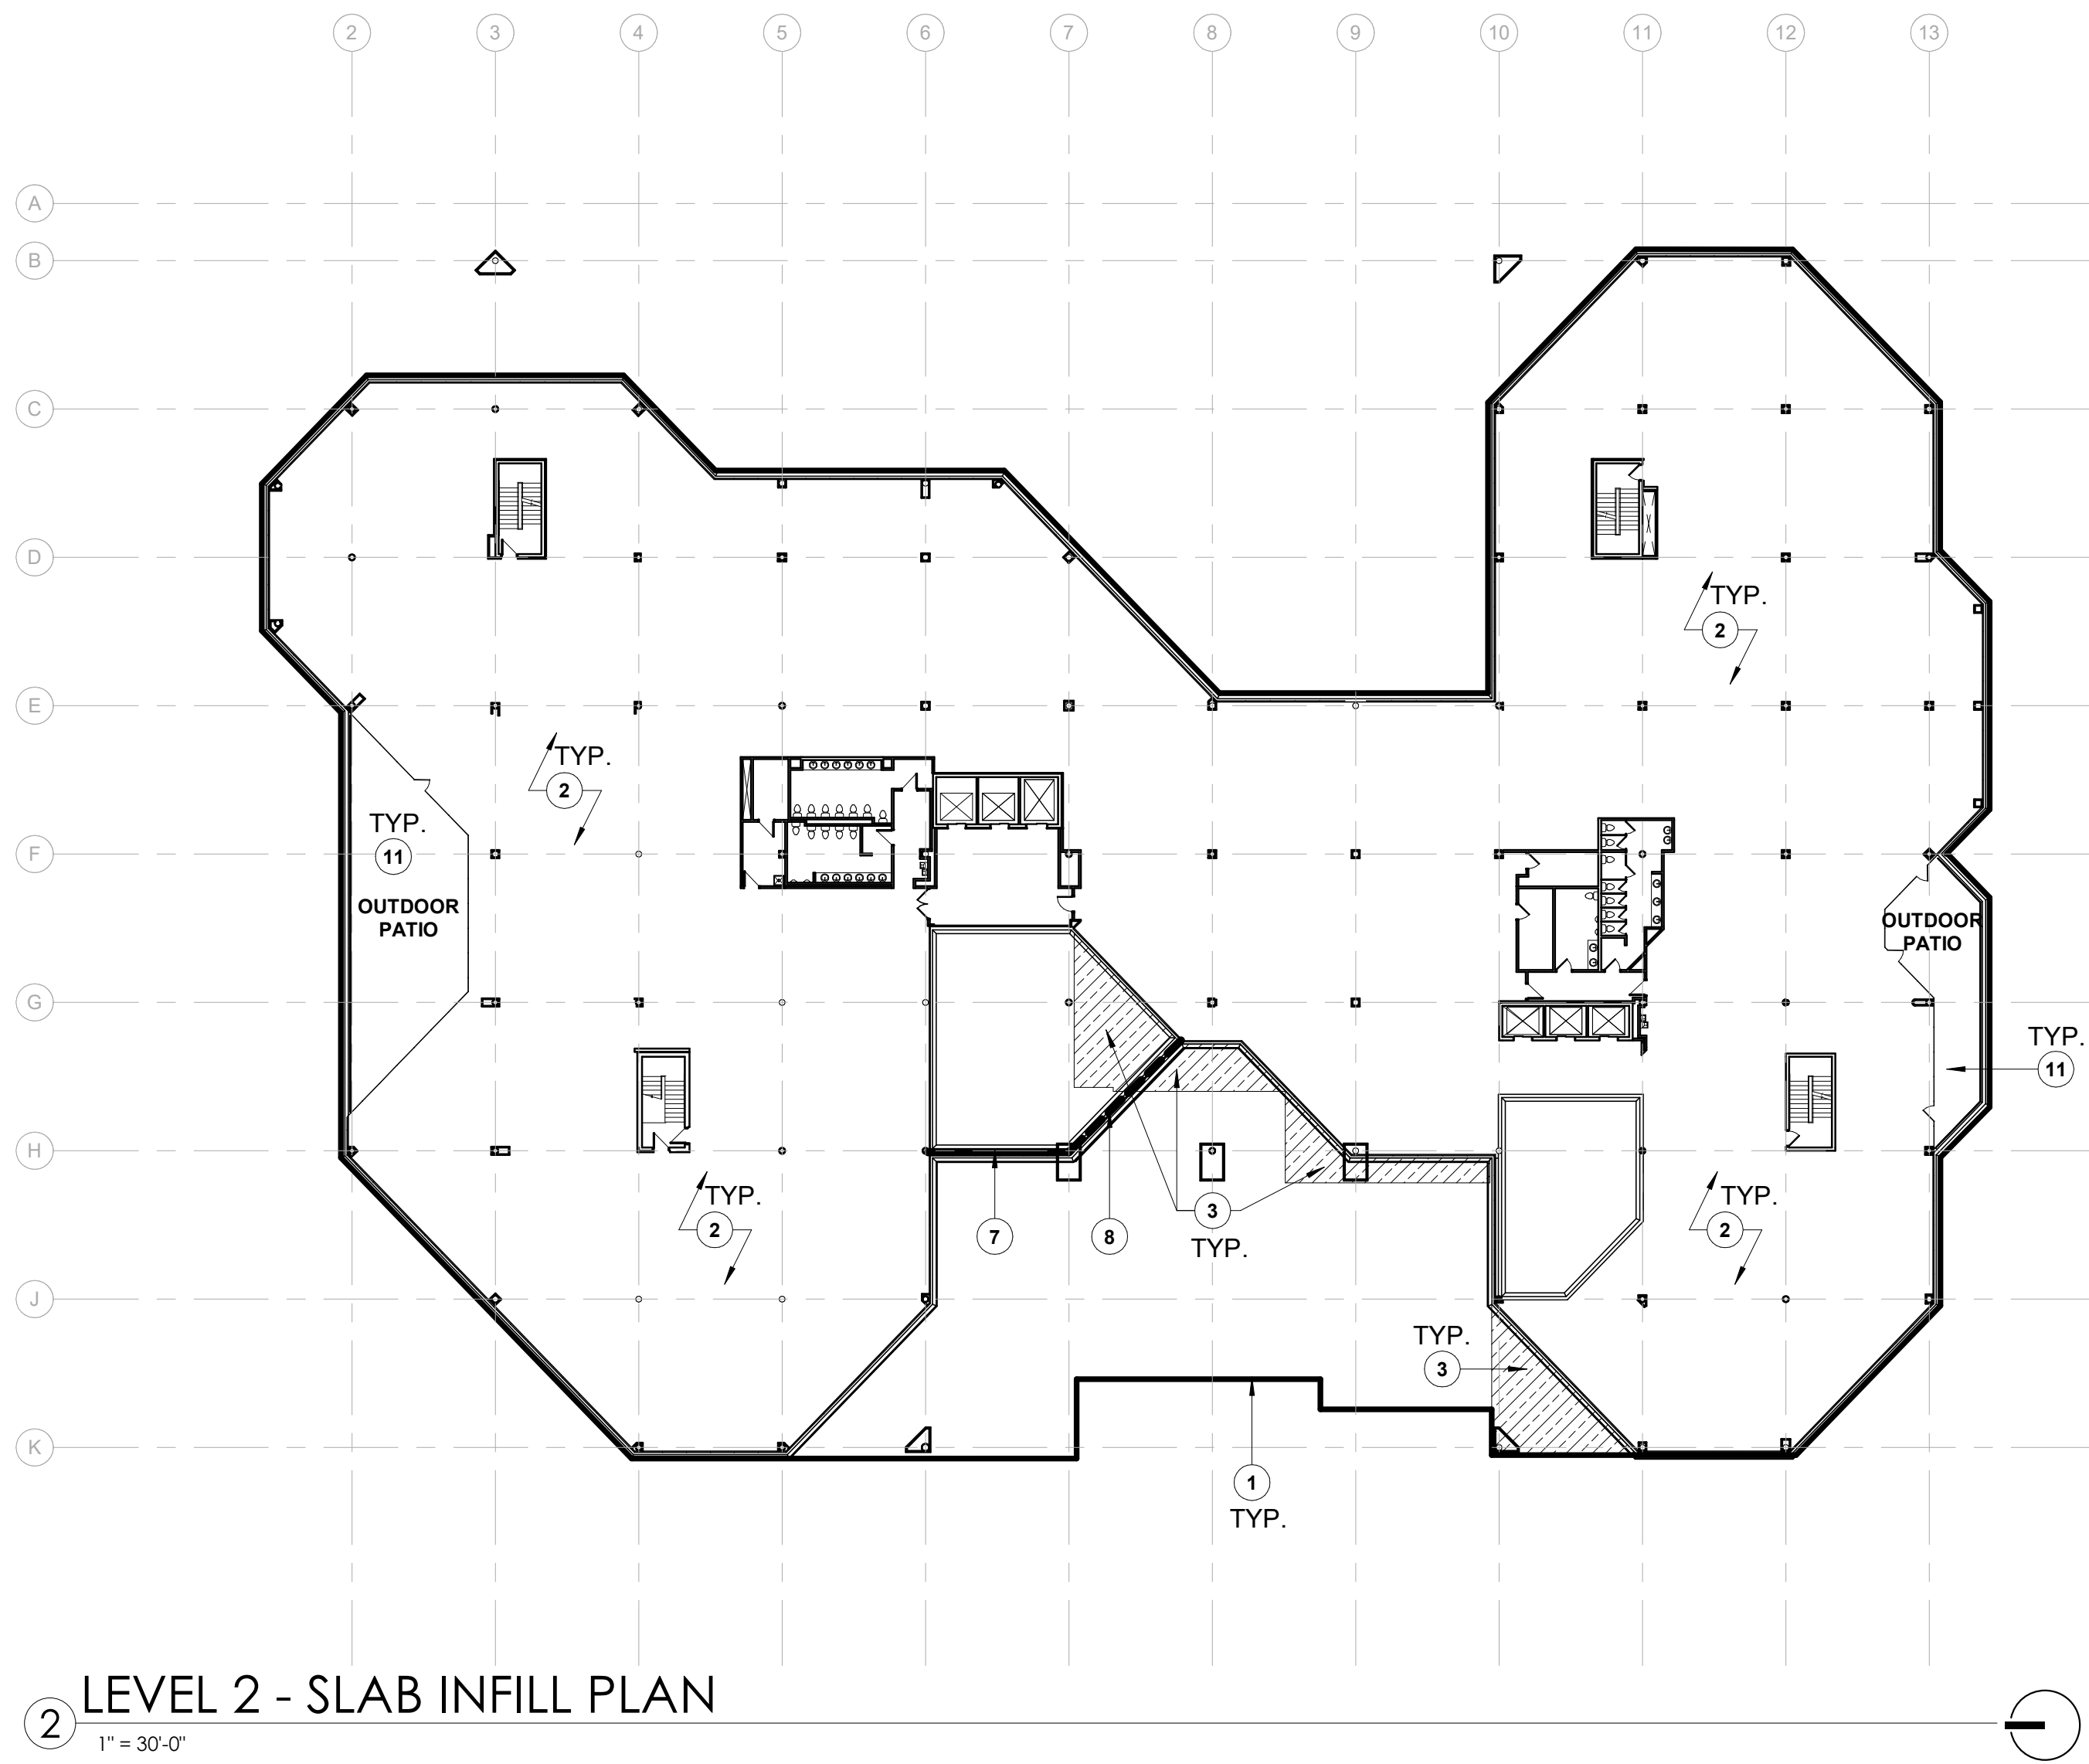 2 3 4 5 6 7 8 9 10 11 12 13
A
B
C
D
TYP.
2
E
TYP.
2
TYP.
11
F
OUTDOOR
PATIO
OUTDOOR
PATIO
G
TYP.
11
H
TYP.
2
TYP.
2
3
TYP.
7
8
J
TYP.
3
K
1
TYP.
2 LEVEL 2 - SLAB INFILL PLAN
1" = 30'-0"